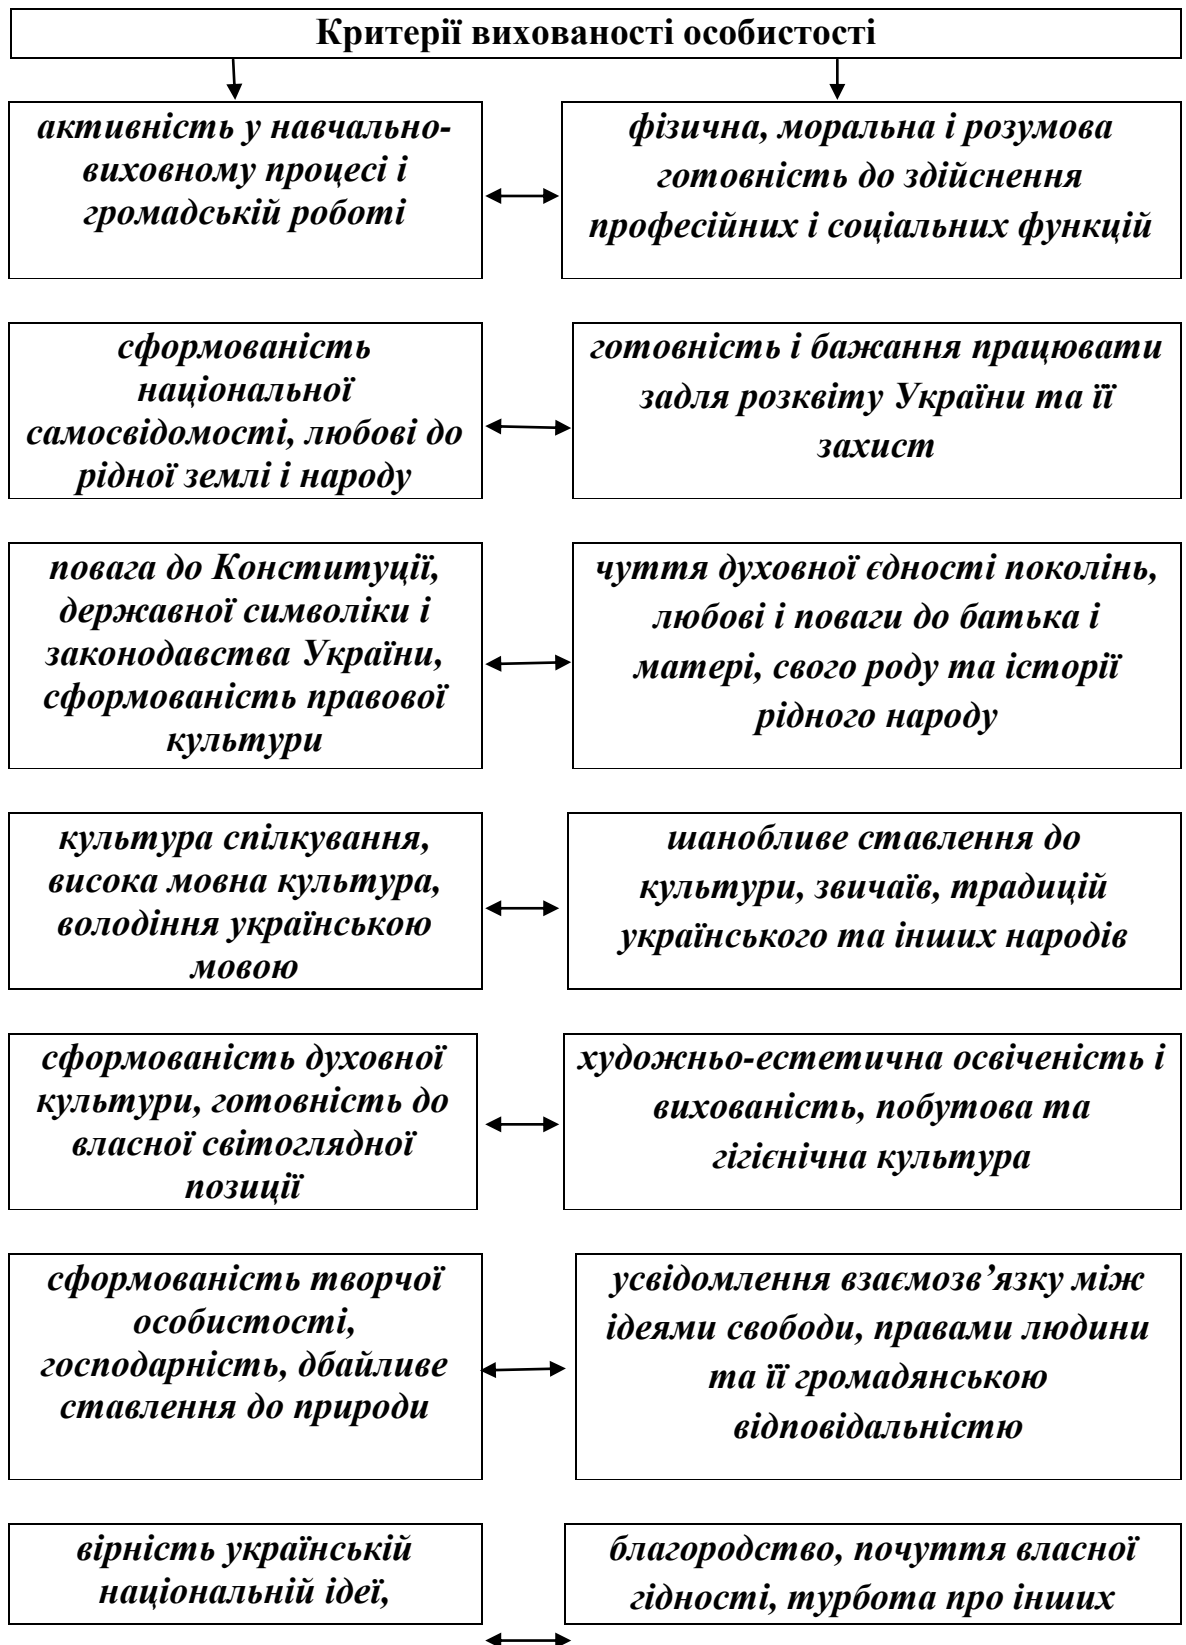 Критерії вихованості особистості
активність у навчально-
виховному процесі і
громадській роботі
фізична, моральна і розумова
готовність до здійснення
професійних і соціальних функцій
сформованість
національної
самосвідомості, любові до
рідної землі і народу
готовність і бажання працювати
задля розквіту України та її
захист
повага до Конституції,
державної символіки і
законодавства України,
сформованість правової
культури
чуття духовної єдності поколінь,
любові і поваги до батька і
матері, свого роду та історії
рідного народу
культура спілкування,
висока мовна культура,
володіння українською
мовою
шанобливе ставлення до
культури, звичаїв, традицій
українського та інших народів
сформованість духовної
культури, готовність до
власної світоглядної
позиції
художньо-естетична освіченість і
вихованість, побутова та
гігієнічна культура
сформованість творчої
особистості,
господарність, дбайливе
ставлення до природи
усвідомлення взаємозв’язку між
ідеями свободи, правами людини
та її громадянською
відповідальністю
вірність українській
національній ідеї,
благородство, почуття власної
гідності, турбота про інших